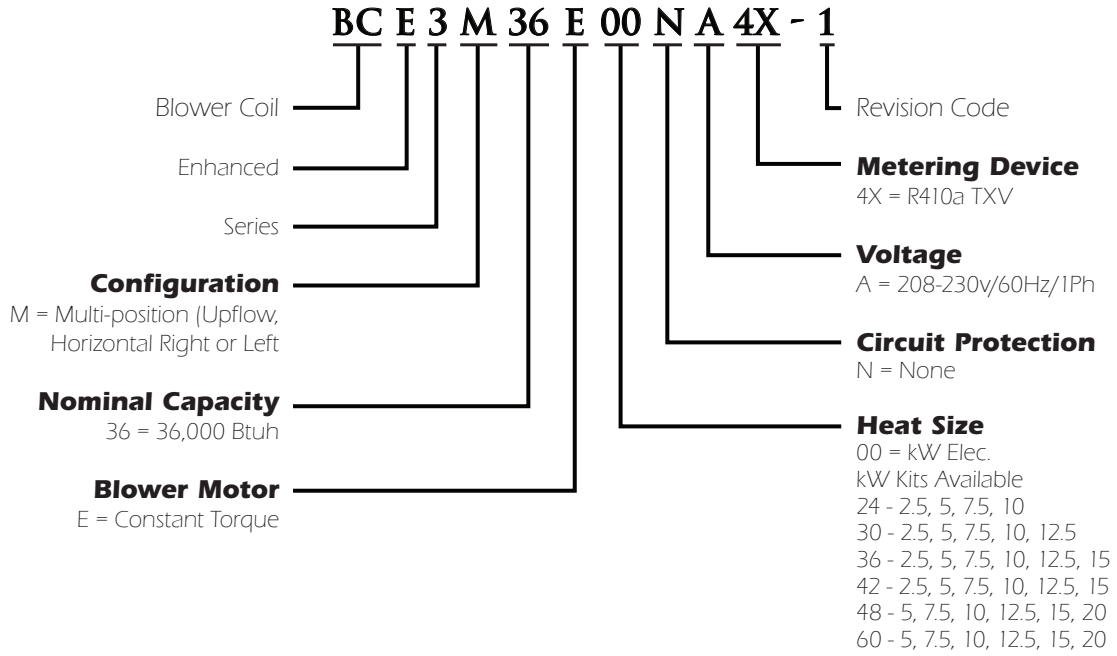 BC E 3 M 36 E 00 N A 4X - 1
Blower Coil
Enhanced
Series
Configuration
M = Multi-position (Upflow,
Horizontal Right or Left
Nominal Capacity
36 = 36,000 Btuh
Blower Motor
E = Constant Torque
Revision Code
Metering Device
4X = R410a TXV
Voltage
A = 208-230v/60Hz/1Ph
Circuit Protection
N = None
Heat Size
00 = kW Elec.
kW Kits Available
24 - 2.5, 5, 7.5, 10
30 - 2.5, 5, 7.5, 10, 12.5
36 - 2.5, 5, 7.5, 10, 12.5, 15
42 - 2.5, 5, 7.5, 10, 12.5, 15
48 - 5, 7.5, 10, 12.5, 15, 20
60 - 5, 7.5, 10, 12.5, 15, 20